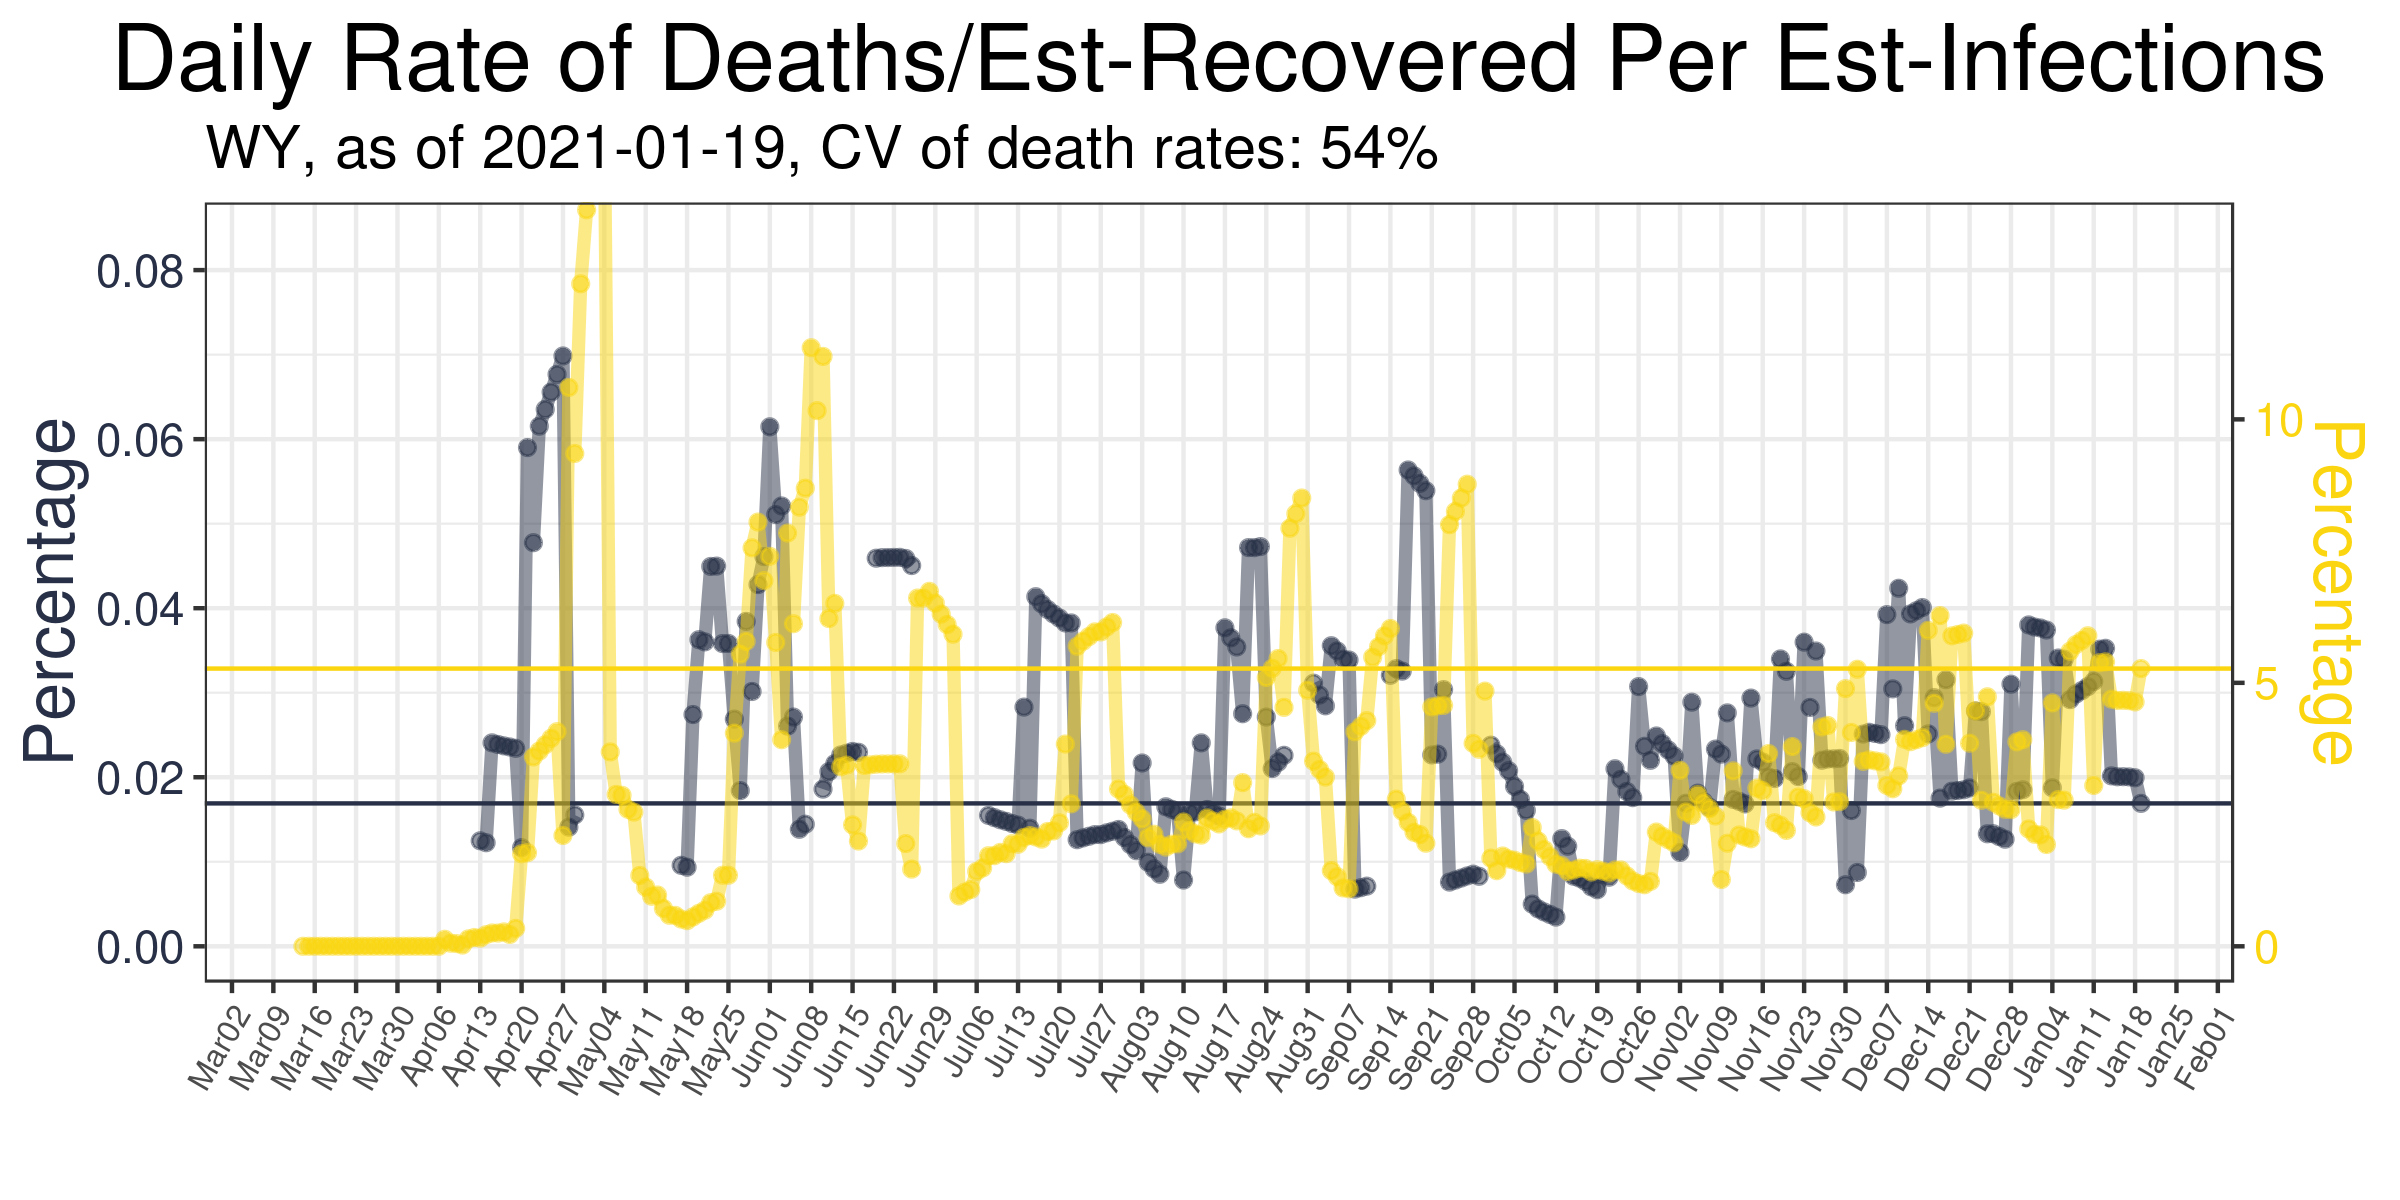 Daily Rate of Deaths/Est-Recovered Per Est-Infections
WY, as of 2021-01-19, CV of death rates: 54%
Percentage
0.08
0.06
0.04
0.02
0.00
10
5
0
Percentage
Mar02 Mar09 Mar16 Mar23 Mar30 Apr06 Apr13 Apr20 Apr27 May04 May11 May18 May25 Jun01 Jun08 Jun15 Jun22 Jun29 Jul06 Jul13 Jul20 Jul27 Aug03 Aug10 Aug17 Aug24 Aug31 Sep07 Sep14 Sep21 Sep28 Oct05 Oct12 Oct19 Oct26 Nov02 Nov09 Nov16 Nov23 Nov30 Dec07 Dec14 Dec21 Dec28 Jan04 Jan11 Jan18 Jan25 Feb01